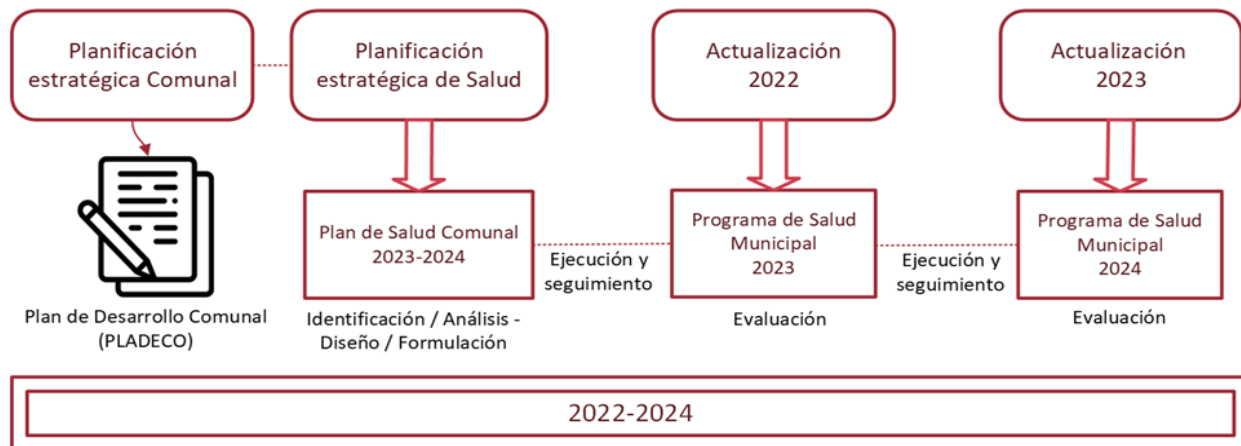 Planificación
estratégica Comunal
Planificación
estratégica de Salud
Actualización
2022
Actualización
2023
Plan de Salud Comunal
2023-2024
Ejecución y
seguimiento
Programa de Salud
Municipal
2023
Ejecución y
seguimiento
Programa de Salud
Municipal
2024
Plan de Desarrollo Comunal
(PLADECO)
Identificación / Análisis -
Diseño / Formulación
Evaluación
Evaluación
2022-2024